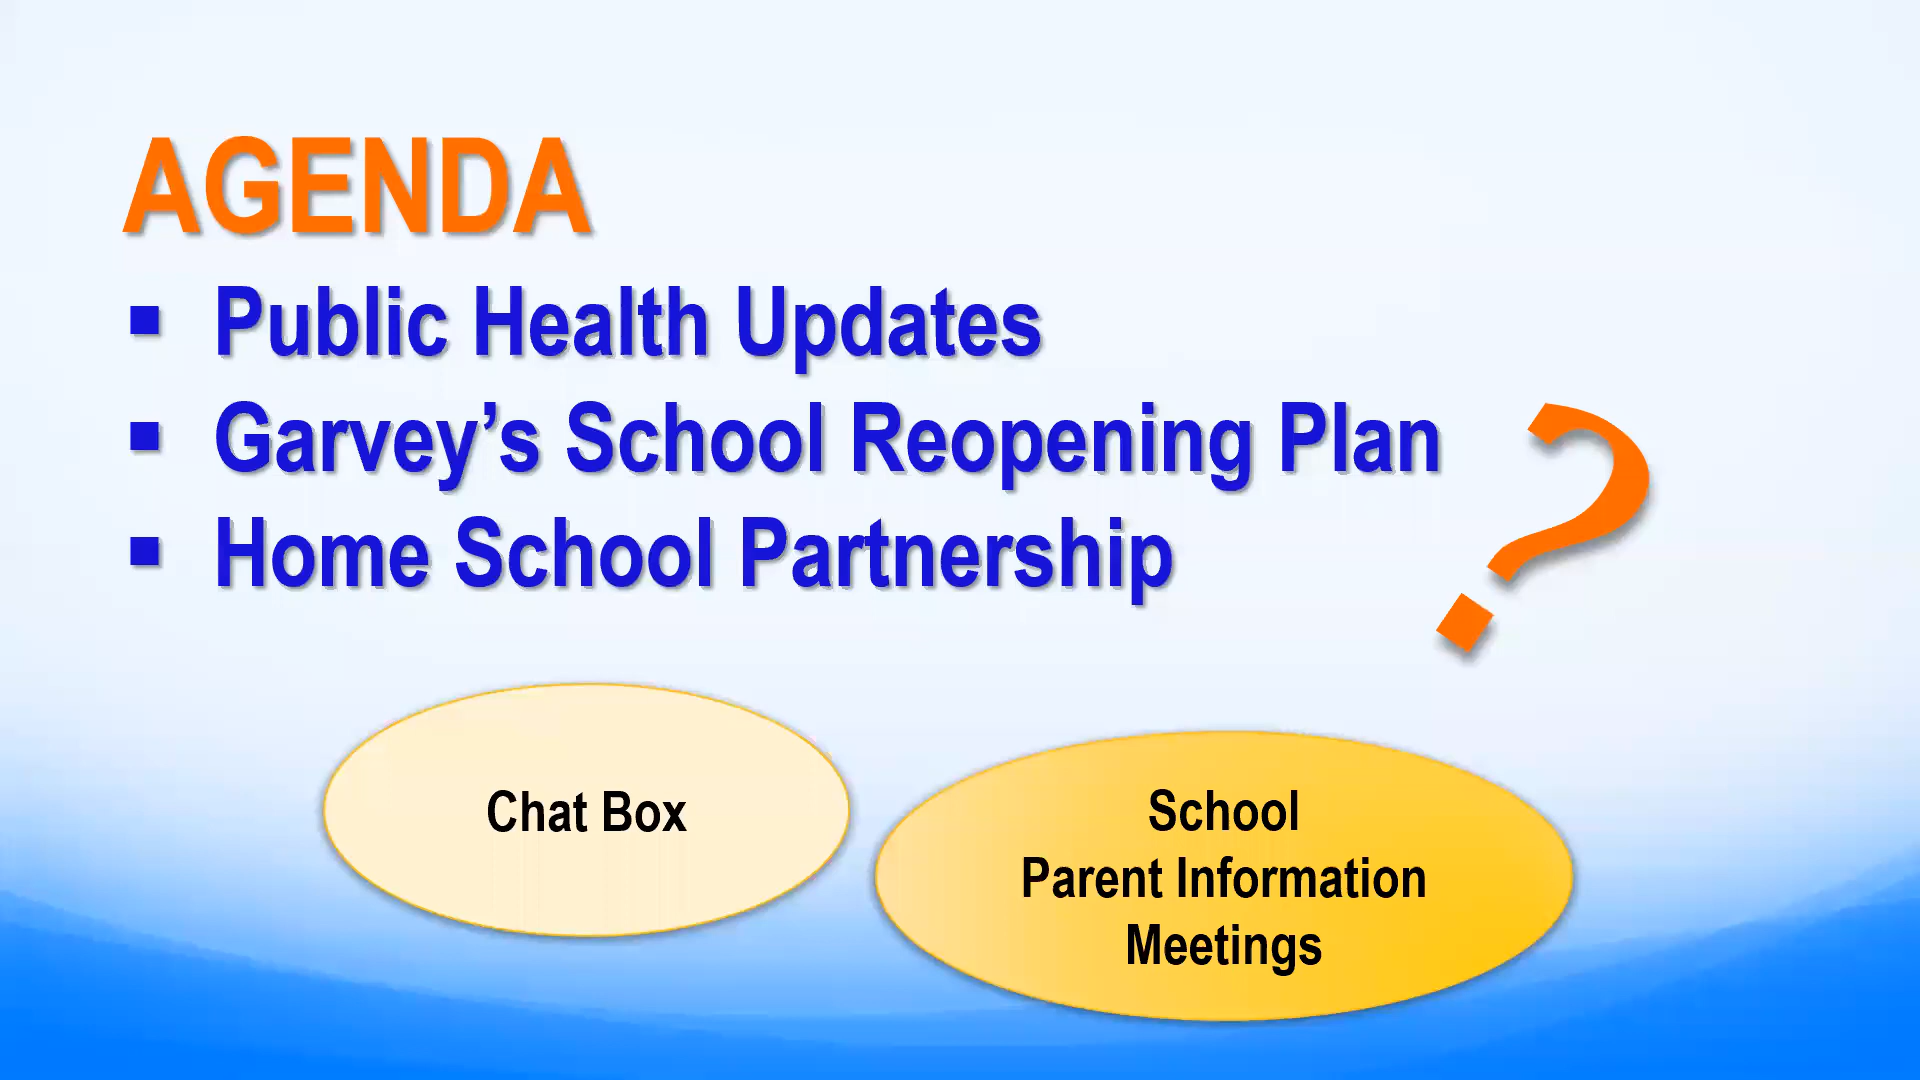 AGENDA
▪ Public Health Updates
▪ Garvey’s School Reopening Plan
▪ Home School Partnership
?
Chat Box
School
Parent Information
Meetings